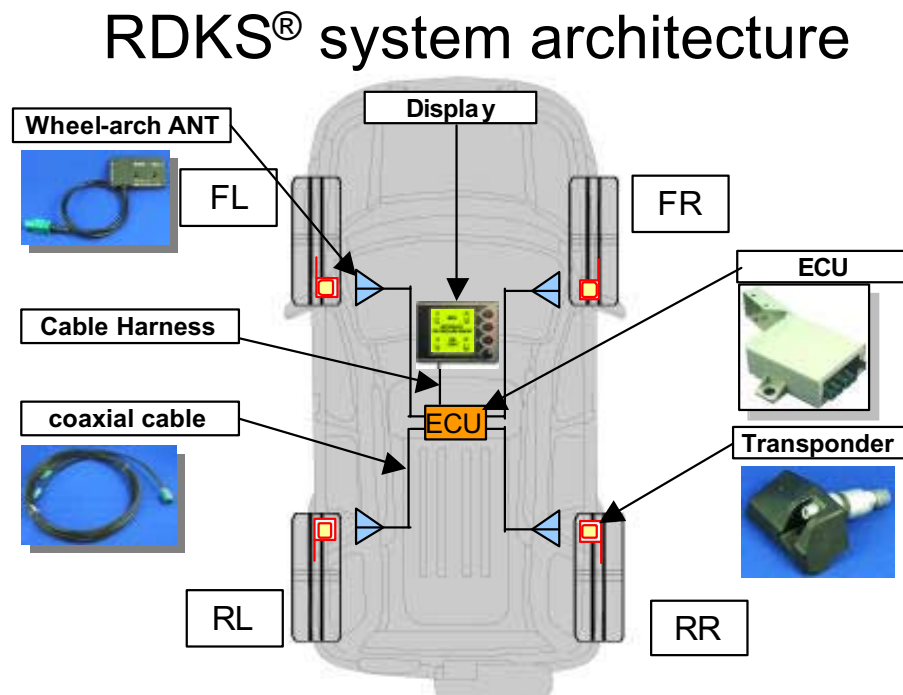 RDKS® system architecture
Display
Wheel-arch ANT
FL
FR
ECU
Cable Harness
coaxial cable
ECU
Transponder
RL
RR